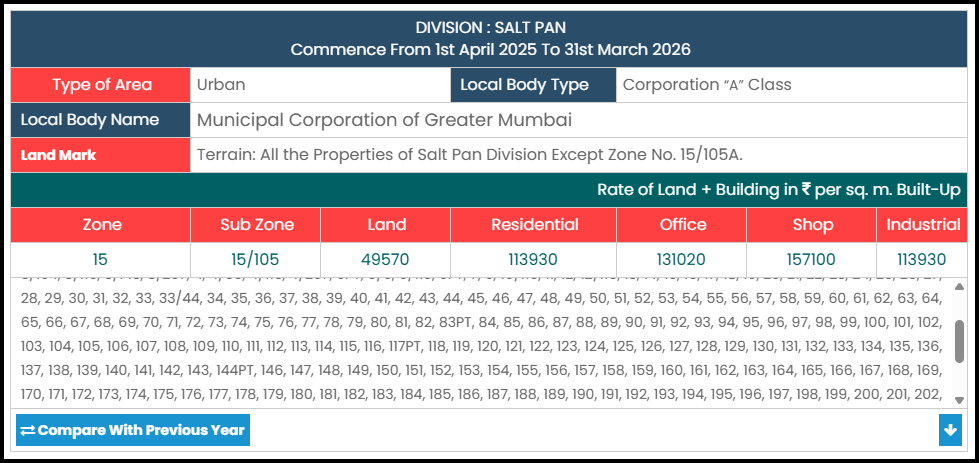 DIVISION : SALT PAN
Commence From 1st April 2025 To 31st March 2026
Type of Area Urban Local Body Type Corporation “A” Class
Local Body Name Municipal Corporation of Greater Mumbai
Land Mark Terrain: All the Properties of Salt Pan Division Except Zone No. 15/105A.
Rate of Land + Building in ₹ per sq. m. Built-Up
Zone Sub Zone Land Residential Office Shop Industrial
15 15/105 49570 113930 131020 157100 113930
28, 29, 30, 31, 32, 33, 33/44, 34, 35, 36, 37, 38, 39, 40, 41, 42, 43, 44, 45, 46, 47, 48, 49, 50, 51, 52, 53, 54, 55, 56, 57, 58, 59, 60, 61, 62, 63, 64,
65, 66, 67, 68, 69, 70, 71, 72, 73, 74, 75, 76, 77, 78, 79, 80, 81, 82, 83PT, 84, 85, 86, 87, 88, 89, 90, 91, 92, 93, 94, 95, 96, 97, 98, 99, 100, 101, 102,
103, 104, 105, 106, 107, 108, 109, 110, 111, 112, 113, 114, 115, 116, 117PT, 118, 119, 120, 121, 122, 123, 124, 125, 126, 127, 128, 129, 130, 131, 132, 133, 134, 135, 136,
137, 138, 139, 140, 141, 142, 143, 144PT, 146, 147, 148, 149, 150, 151, 152, 153, 154, 155, 156, 157, 158, 159, 160, 161, 162, 163, 164, 165, 166, 167, 168, 169,
170, 171, 172, 173, 174, 175, 176, 177, 178, 179, 180, 181, 182, 183, 184, 185, 186, 187, 188, 189, 190, 191, 192, 193, 194, 195, 196, 197, 198, 199, 200, 201, 202,
Compare With Previous Year